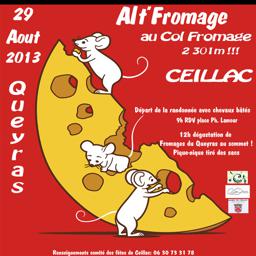 29
Aout
2013
Queyras
Alt'Fromage
au Col Fromage
2 301m !!!
CEILLAC
Départ de la randonnée avec chevaux bâtés
9h RDV place Ph. Lamour
12h dégustation de
Fromages du Queyras au sommet !
Pique-nique tiré des sacs
Renseignements comité des fêtes de Ceillac: 06 30 73 31 78